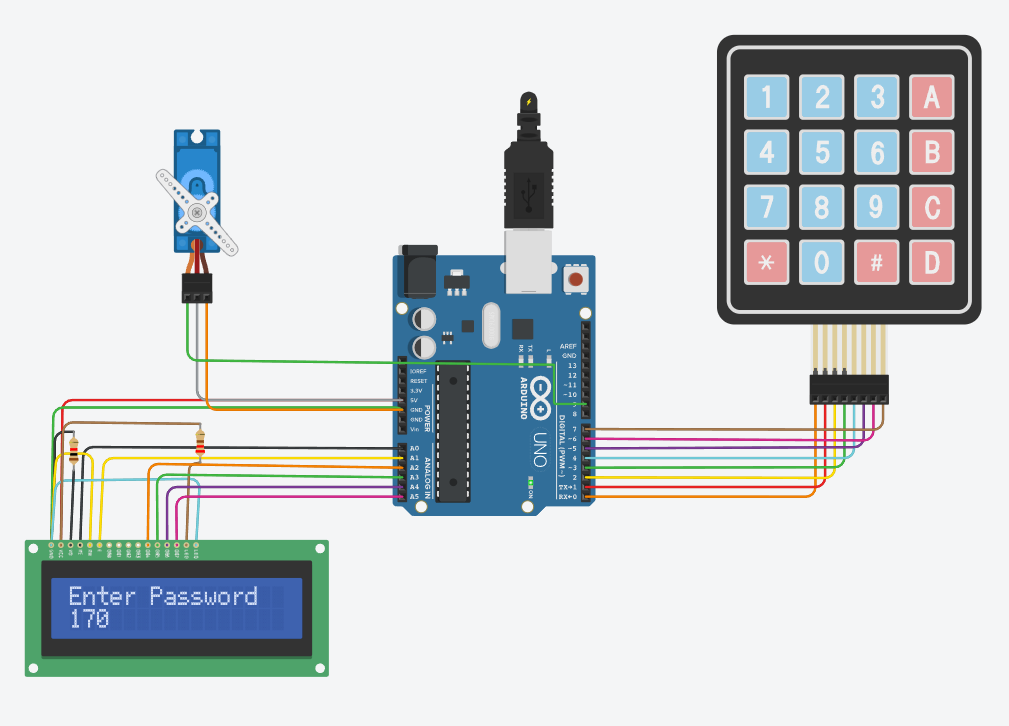 1 2 3 A
4 5 6 B
7 8 9 C
* 0 # D
AREF
GND
13
12
~11
~10
9
8
7
~6
~5
4
~3
2
TX→1
RX←0
DIGITAL (PWM~)
TX
RX
L
ON
ARDUINO
UNO
IOREF
RESET
3.3V
5V
GND
GND
Vin
POWER
A0
A1
A2
A3
A4
A5
ANALOG IN
Enter Password
170